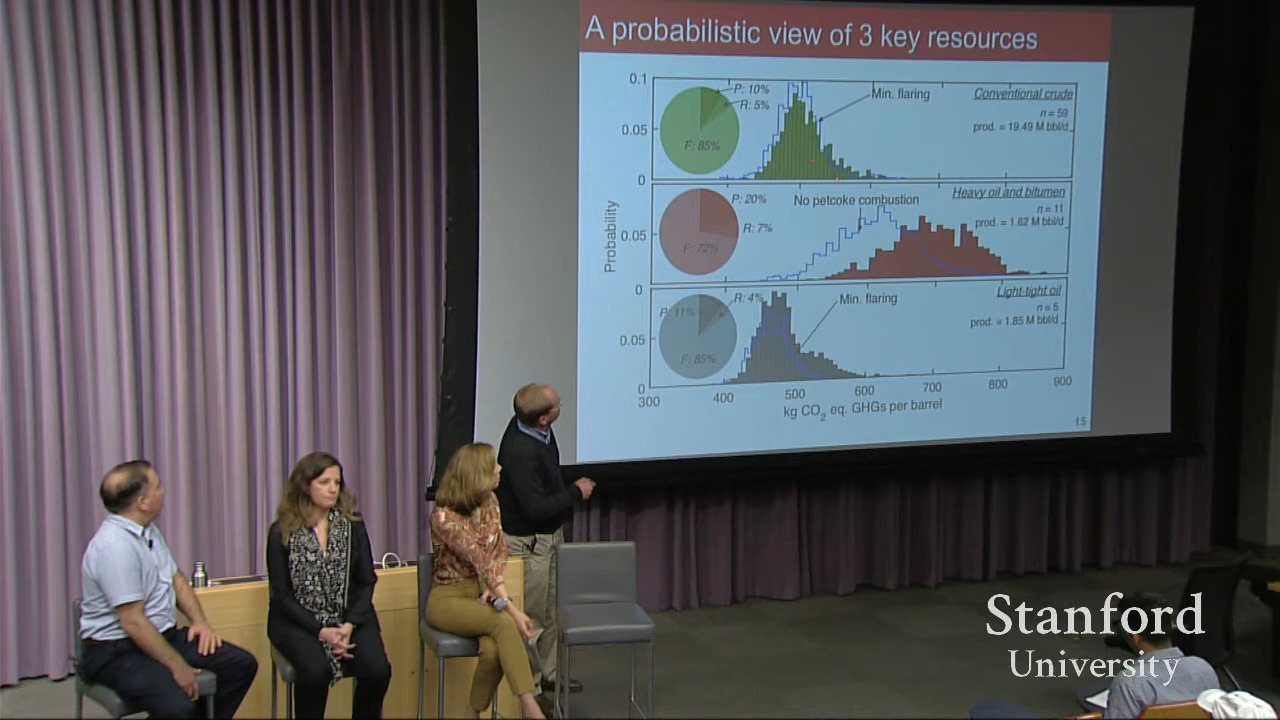 A probabilistic view of 3 key resources
Probability
0.1
0.05
0
P: 10%
R: 5%
F: 85%
Min. flaring
Conventional crude
n = 59
prod. = 19.49 M bbl/d
0.05
0
P: 20%
R: 7%
F: 72%
No petcoke combustion
Heavy oil and bitumen
n = 11
prod. = 1.62 M bbl/d
0.05
0
P: 11%
R: 4%
F: 85%
Min. flaring
Light-tight oil
n = 5
prod. = 1.85 M bbl/d
300 400 500 600 700 800 900
kg CO2 eq. GHGs per barrel
15
Stanford
University